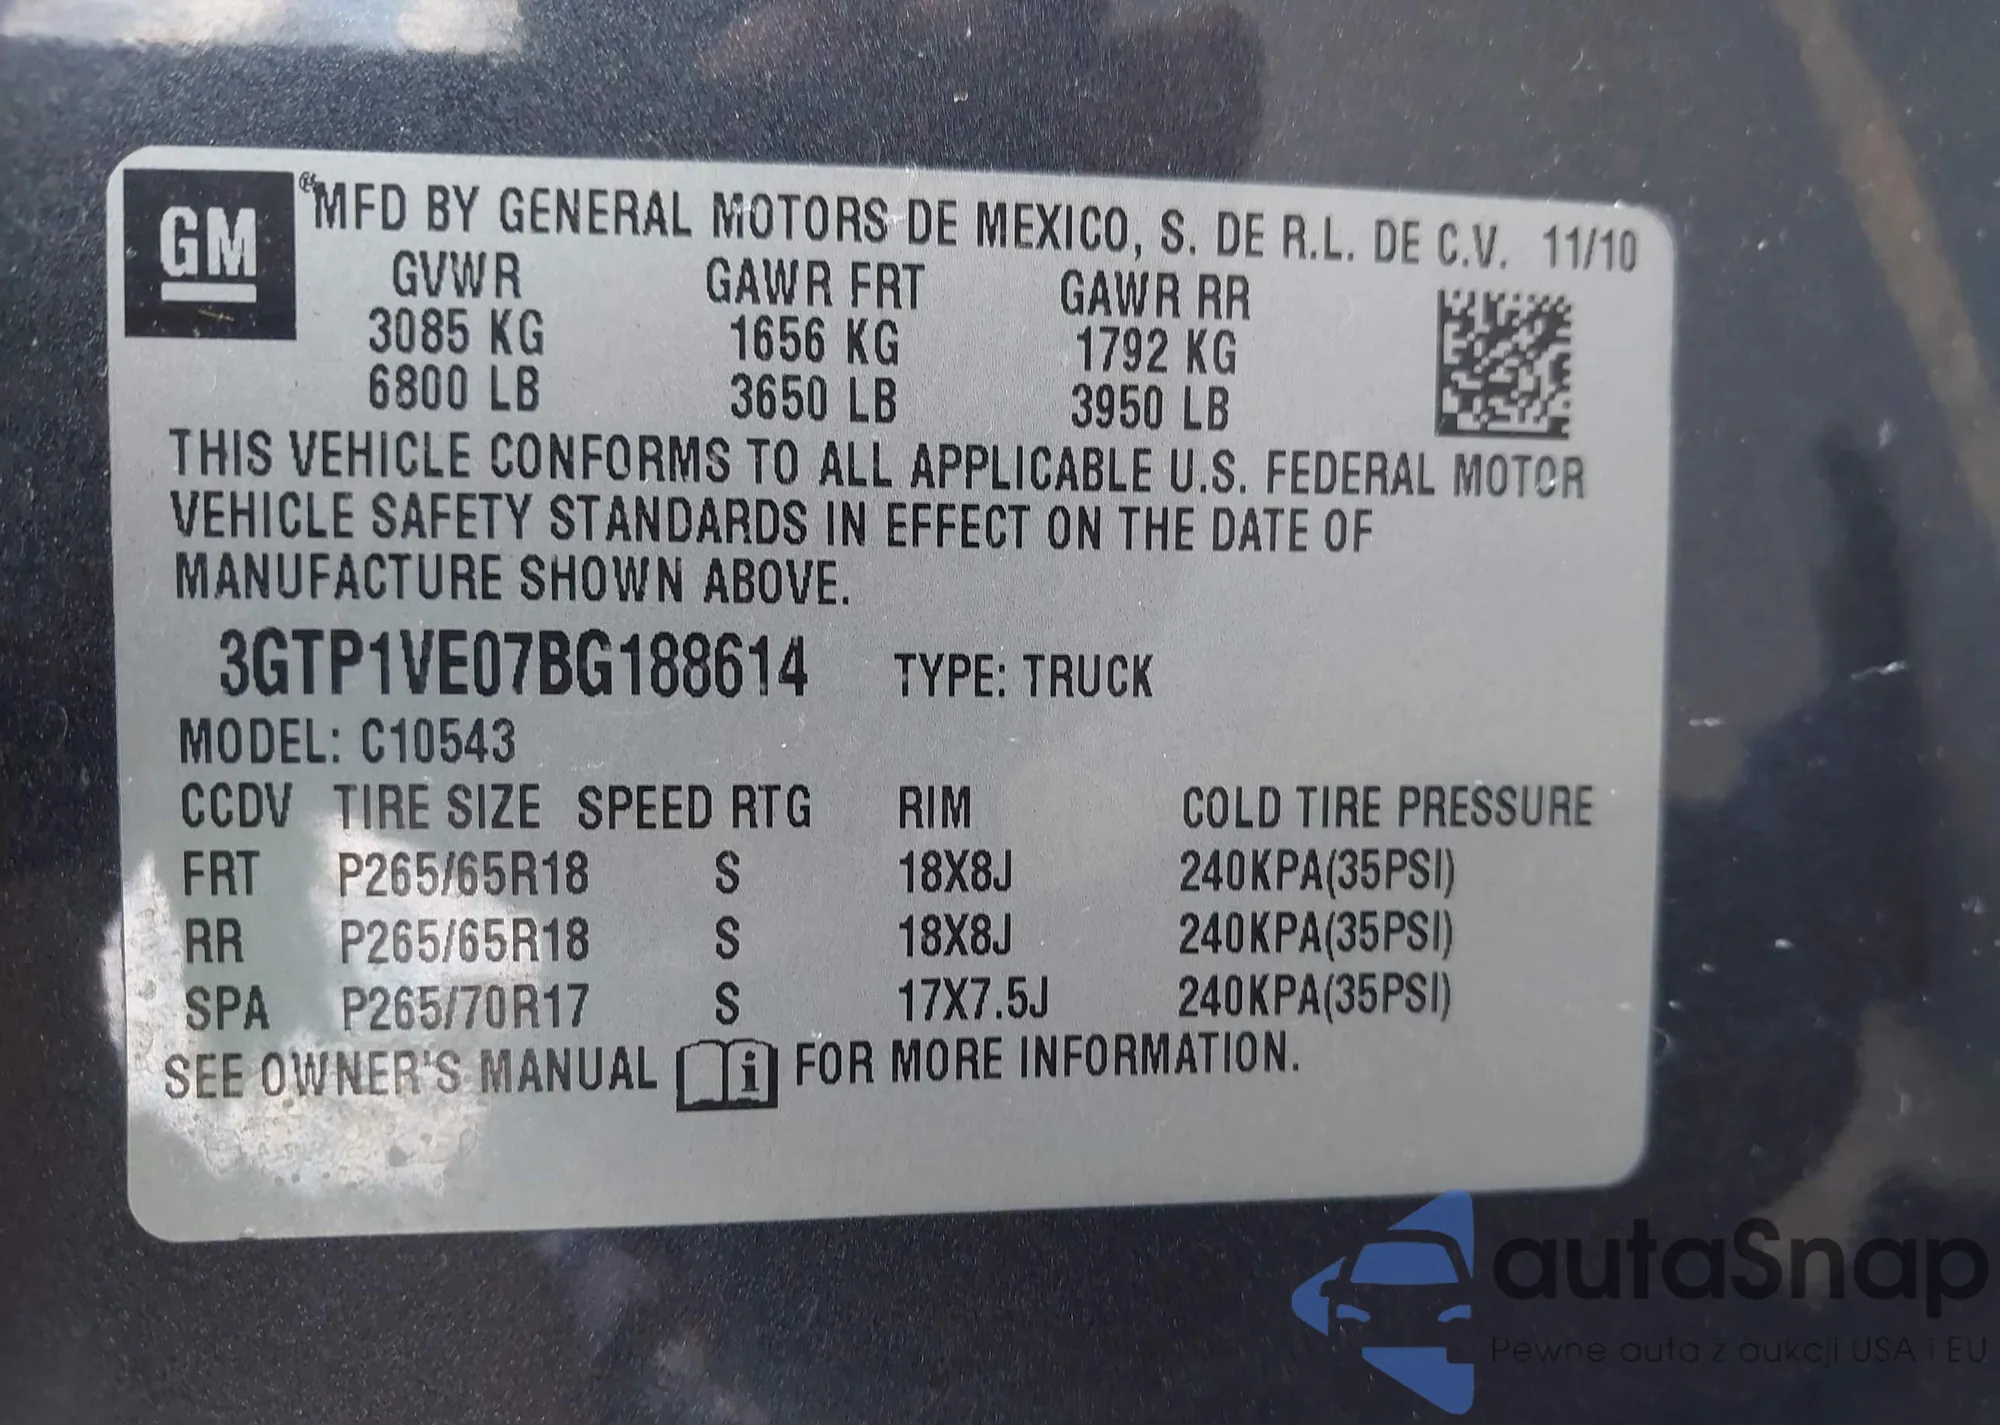 GM
®MFD BY GENERAL MOTORS DE MEXICO, S. DE R.L. DE C.V. 11/10
GVWR GAWR FRT GAWR RR
3085 KG 1656 KG 1792 KG
6800 LB 3650 LB 3950 LB
THIS VEHICLE CONFORMS TO ALL APPLICABLE U.S. FEDERAL MOTOR
VEHICLE SAFETY STANDARDS IN EFFECT ON THE DATE OF
MANUFACTURE SHOWN ABOVE.
3GTP1VE07BG188614 TYPE: TRUCK
MODEL: C10543
CCDV TIRE SIZE SPEED RTG RIM COLD TIRE PRESSURE
FRT P265/65R18 S 18X8J 240KPA(35PSI)
RR P265/65R18 S 18X8J 240KPA(35PSI)
SPA P265/70R17 S 17X7.5J 240KPA(35PSI)
SEE OWNER'S MANUAL i FOR MORE INFORMATION.
autaSnap
Pewne auta z aukcji USA i EU